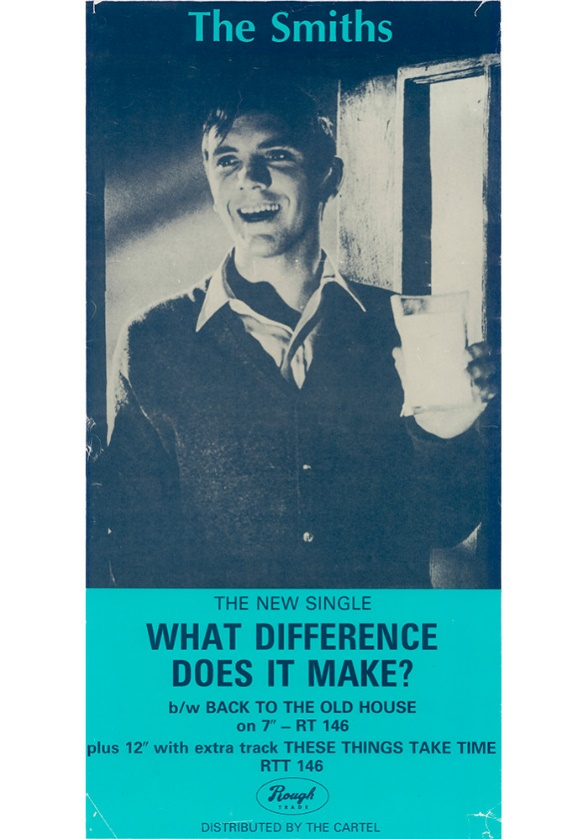 The Smiths
THE NEW SINGLE
WHAT DIFFERENCE
DOES IT MAKE?
b/w BACK TO THE OLD HOUSE
on 7″ – RT 146
plus 12″ with extra track THESE THINGS TAKE TIME
RTT 146
Rough
TRADE
DISTRIBUTED BY THE CARTEL